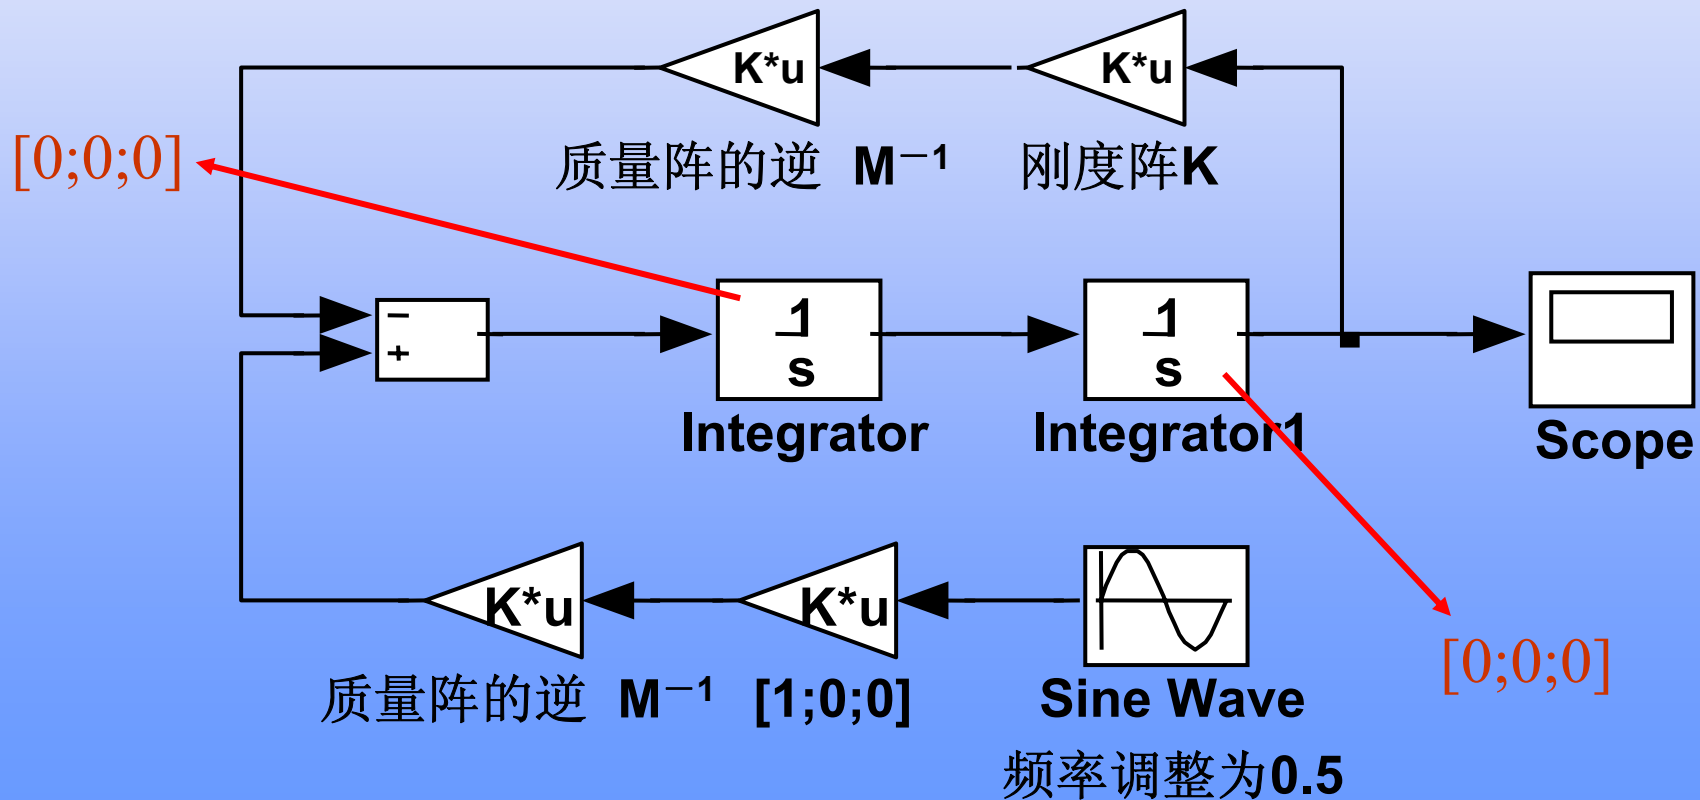 K*u
K*u
[0;0;0]
质量阵的逆 M−1
刚度阵K
−
+
1
s
1
s
Integrator
Integrator1
Scope
K*u
K*u
[0;0;0]
质量阵的逆 M−1
[1;0;0]
Sine Wave
频率调整为0.5